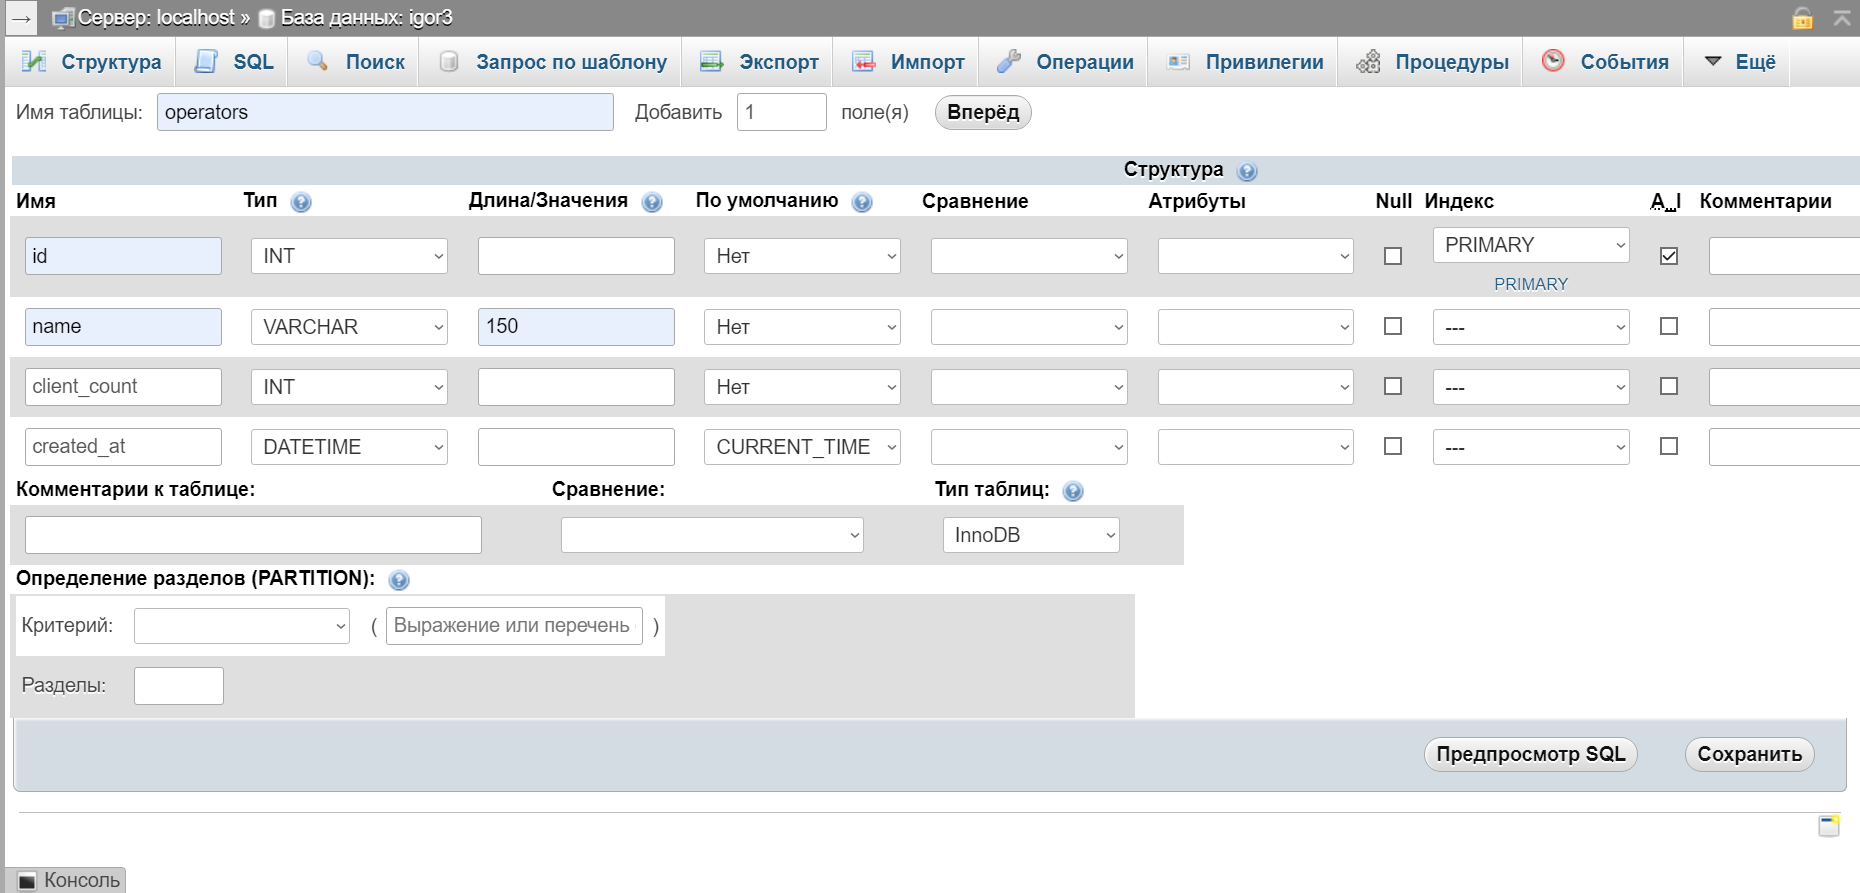 → Сервер: localhost » База данных: igor3
Структура SQL Поиск Запрос по шаблону Экспорт Импорт Операции Привилегии Процедуры События Ещё
Имя таблицы: operators Добавить 1 поле(я) Вперёд
Структура
Имя Тип Длина/Значения По умолчанию Сравнение Атрибуты Null Индекс A_I Комментарии
id INT Нет PRIMARY
PRIMARY
name VARCHAR 150 Нет ---
client_count INT Нет ---
created_at DATETIME CURRENT_TIME ---
Комментарии к таблице: Сравнение: Тип таблиц:
InnoDB
Определение разделов (PARTITION):
Критерий: ( Выражение или перечень )
Разделы:
Предпросмотр SQL Сохранить
Консоль